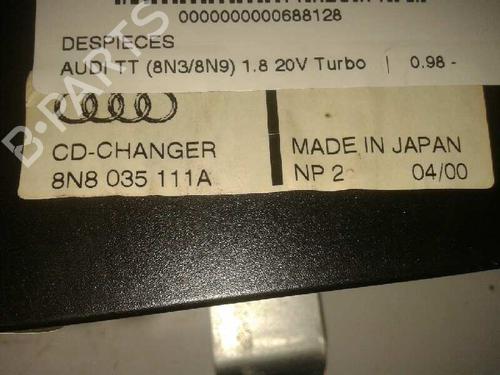 0000000000688128
DESPIECES
AUDI TT (8N3/8N9) 1.8 20V Turbo | 0.98 -
B-PARTS
CD-CHANGER
8N8 035 111A
MADE IN JAPAN
NP 2 04/00